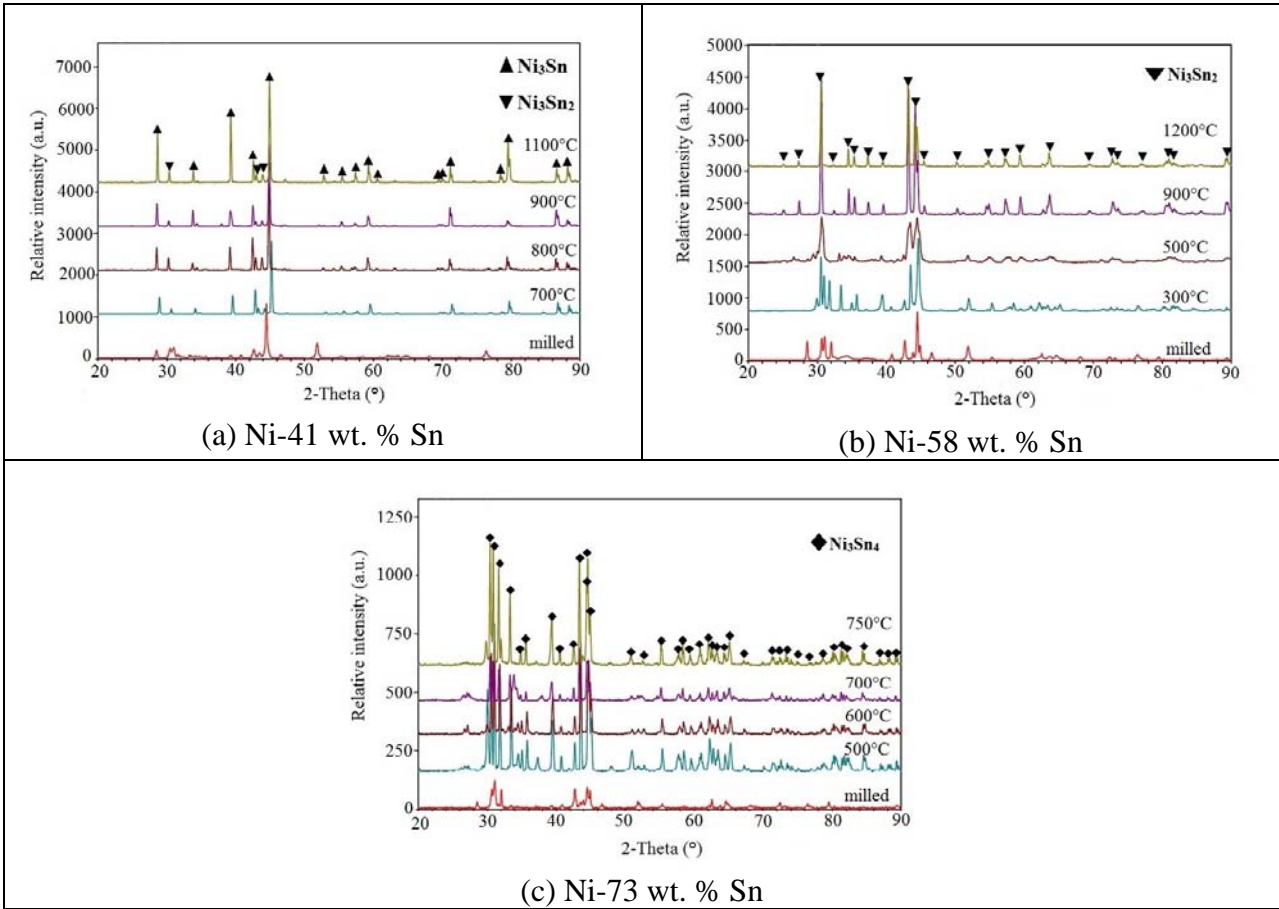 Relative intensity (a.u.)
7000
6000
5000
4000
3000
2000
1000
0
▲ Ni₃Sn
▼ Ni₃Sn₂
1100°C
900°C
800°C
700°C
milled
20 30 40 50 60 70 80 90
2-Theta (°)
(a) Ni-41 wt. % Sn
Relative intensity (a.u.)
5000
4500
4000
3500
3000
2500
2000
1500
1000
500
0
▼ Ni₃Sn₂
1200°C
900°C
500°C
300°C
milled
20 30 40 50 60 70 80 90
2-Theta (°)
(b) Ni-58 wt. % Sn
Relative intensity (a.u.)
1250
1000
750
500
250
0
◆ Ni₃Sn₄
750°C
700°C
600°C
500°C
milled
20 30 40 50 60 70 80 90
2-Theta (°)
(c) Ni-73 wt. % Sn